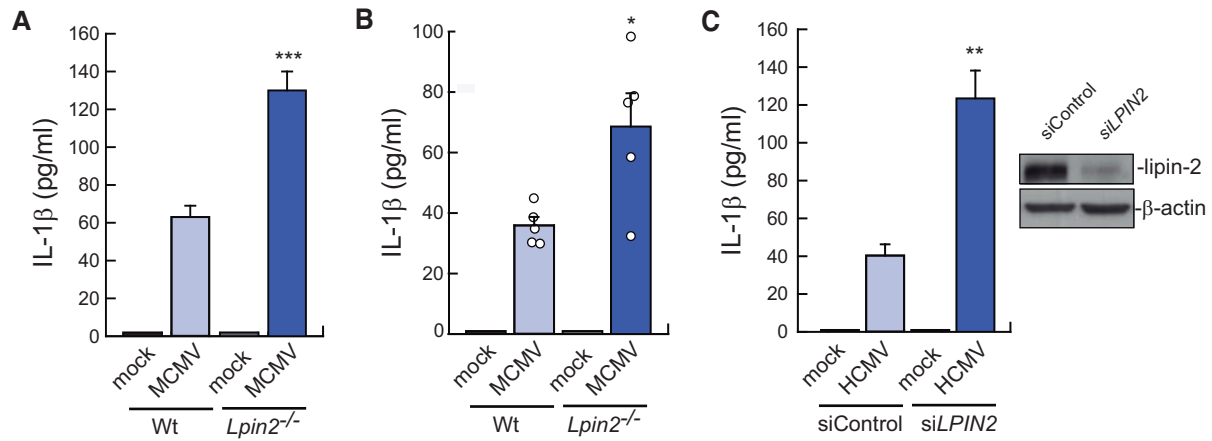 A
IL-1β (pg/ml)
160
140
120
100
80
60
40
20
0
***
mock
MCMV
mock
MCMV
Wt
Lpin2-/-
B
IL-1β (pg/ml)
100
80
60
40
20
0
*
mock
MCMV
mock
MCMV
Wt
Lpin2-/-
C
IL-1β (pg/ml)
160
140
120
100
80
60
40
20
0
**
mock
HCMV
mock
HCMV
siControl
siLPIN2
siControl
siLPIN2
-lipin-2
-β-actin